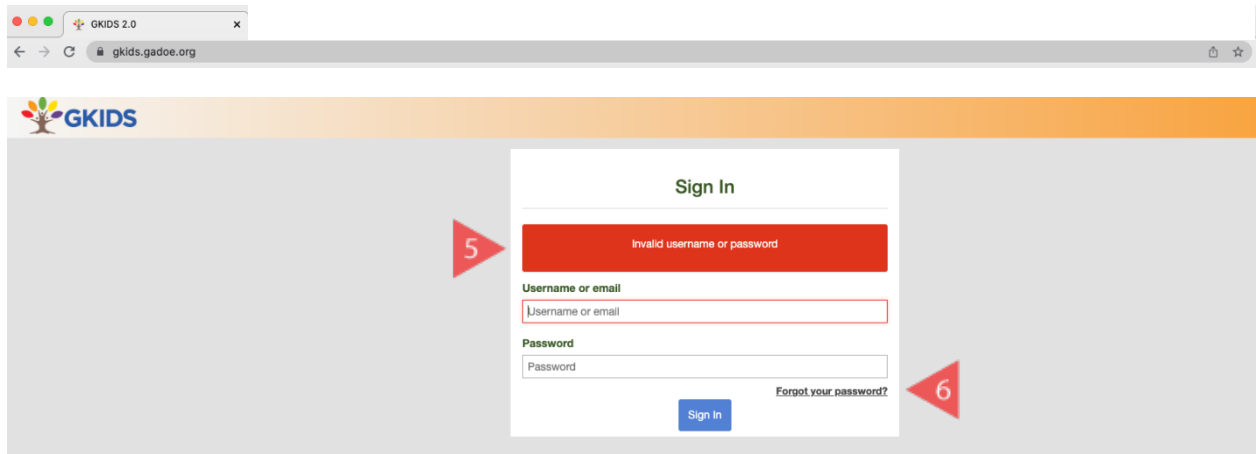 GKIDS 2.0
gkids.gadoe.org
GKIDS
Sign In
5
Invalid username or password
Username or email
Username or email
Password
Password
Forgot your password?
6
Sign In